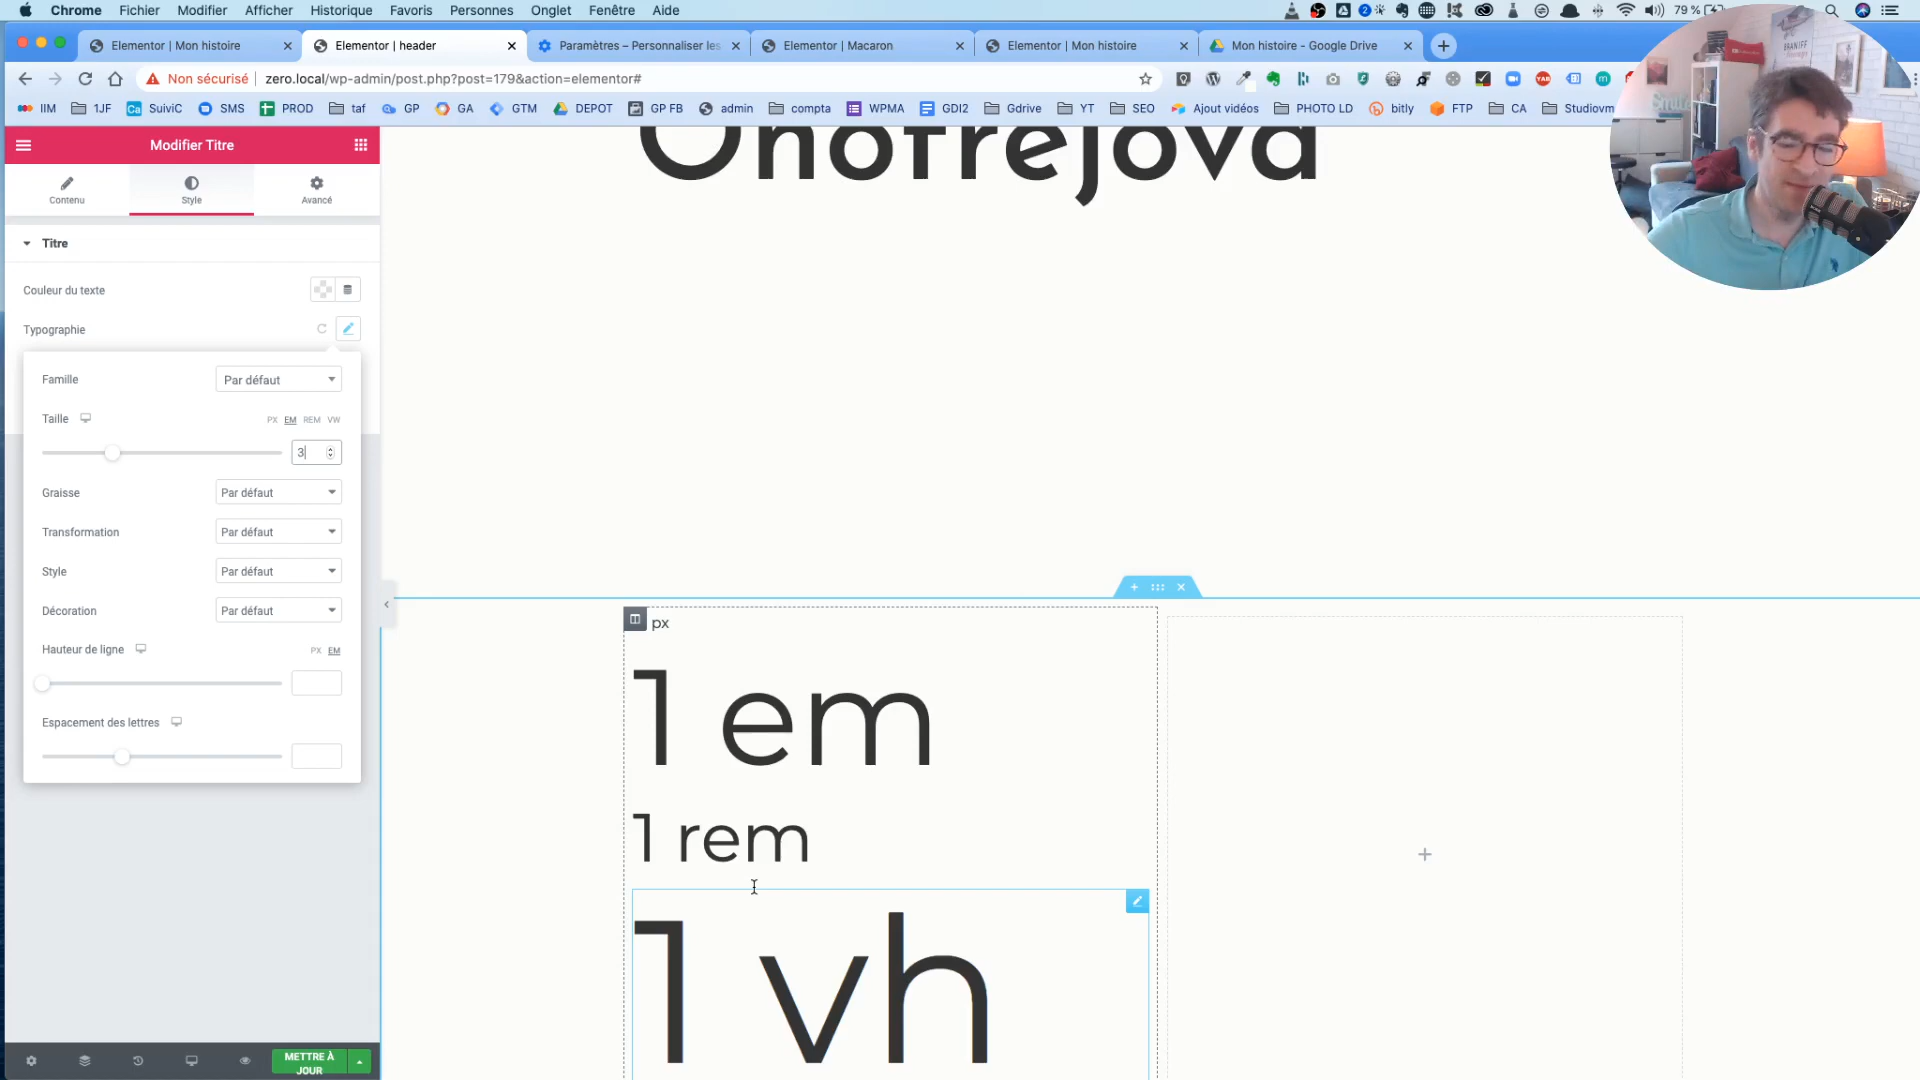 Chrome Fichier Modifier Afficher Historique Favoris Personnes Onglet Fenêtre Aide
79 %
Elementor | Mon histoire
Elementor | header
Paramètres – Personnaliser les
Elementor | Macaron
Elementor | Mon histoire
Mon histoire - Google Drive
Non sécurisé zero.local/wp-admin/post.php?post=179&action=elementor#
IIM 1JF SuiviC SMS PROD taf GP GA GTM DEPOT GP FB admin compta WPMA GDI2 Gdrive YT SEO Ajout vidéos PHOTO LD bitly FTP CA Studiovm
Modifier Titre
Contenu Style Avancé
Titre
Couleur du texte
Typographie
Famille Par défaut
Taille PX EM REM VW
3
Graisse Par défaut
Transformation Par défaut
Style Par défaut
Décoration Par défaut
Hauteur de ligne PX EM
Espacement des lettres
METTRE À
JOUR
Onofrejova
px
1 em
1 rem
1 vh